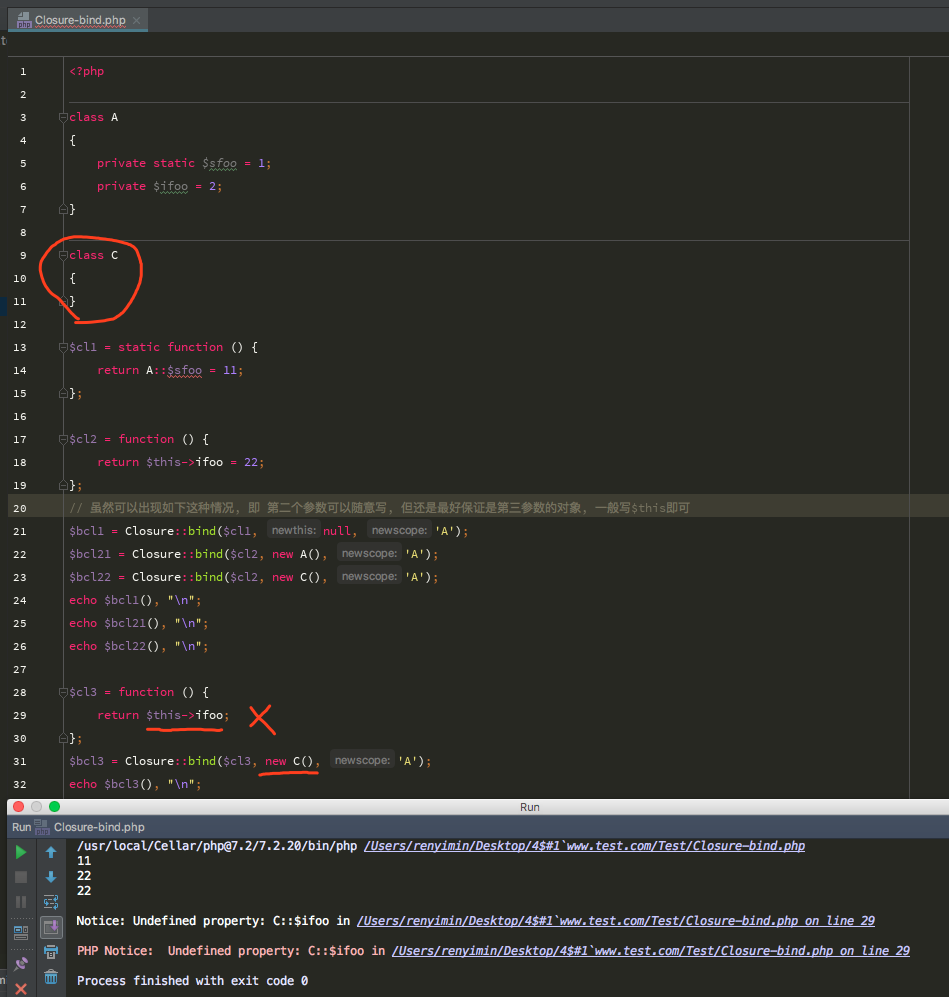 Closure-bind.php
1 <?php
2
3 class A
4 {
5 private static $sfoo = 1;
6 private $ifoo = 2;
7 }
8
9 class C
10 {
11 }
12
13 $cl1 = static function () {
14 return A::$sfoo = 11;
15 };
16
17 $cl2 = function () {
18 return $this->ifoo = 22;
19 };
20 // 虽然可以出现如下这种情况, 即 第二个参数可以随意写, 但还是最好保证是第三参数的对象, 一般写$this即可
21 $bcl1 = Closure::bind($cl1, newthis: null, newscope: 'A');
22 $bcl21 = Closure::bind($cl2, new A(), newscope: 'A');
23 $bcl22 = Closure::bind($cl2, new C(), newscope: 'A');
24 echo $bcl1(), "\n";
25 echo $bcl21(), "\n";
26 echo $bcl22(), "\n";
27
28 $cl3 = function () {
29 return $this->ifoo;
30 };
31 $bcl3 = Closure::bind($cl3, new C(), newscope: 'A');
32 echo $bcl3(), "\n";
Run
Run Closure-bind.php
/usr/local/Cellar/php@7.2/7.2.20/bin/php /Users/renyimin/Desktop/4$#1`www.test.com/Test/Closure-bind.php
11
22
22
Notice: Undefined property: C::$ifoo in /Users/renyimin/Desktop/4$#1`www.test.com/Test/Closure-bind.php on line 29
PHP Notice:  Undefined property: C::$ifoo in /Users/renyimin/Desktop/4$#1`www.test.com/Test/Closure-bind.php on line 29
Process finished with exit code 0